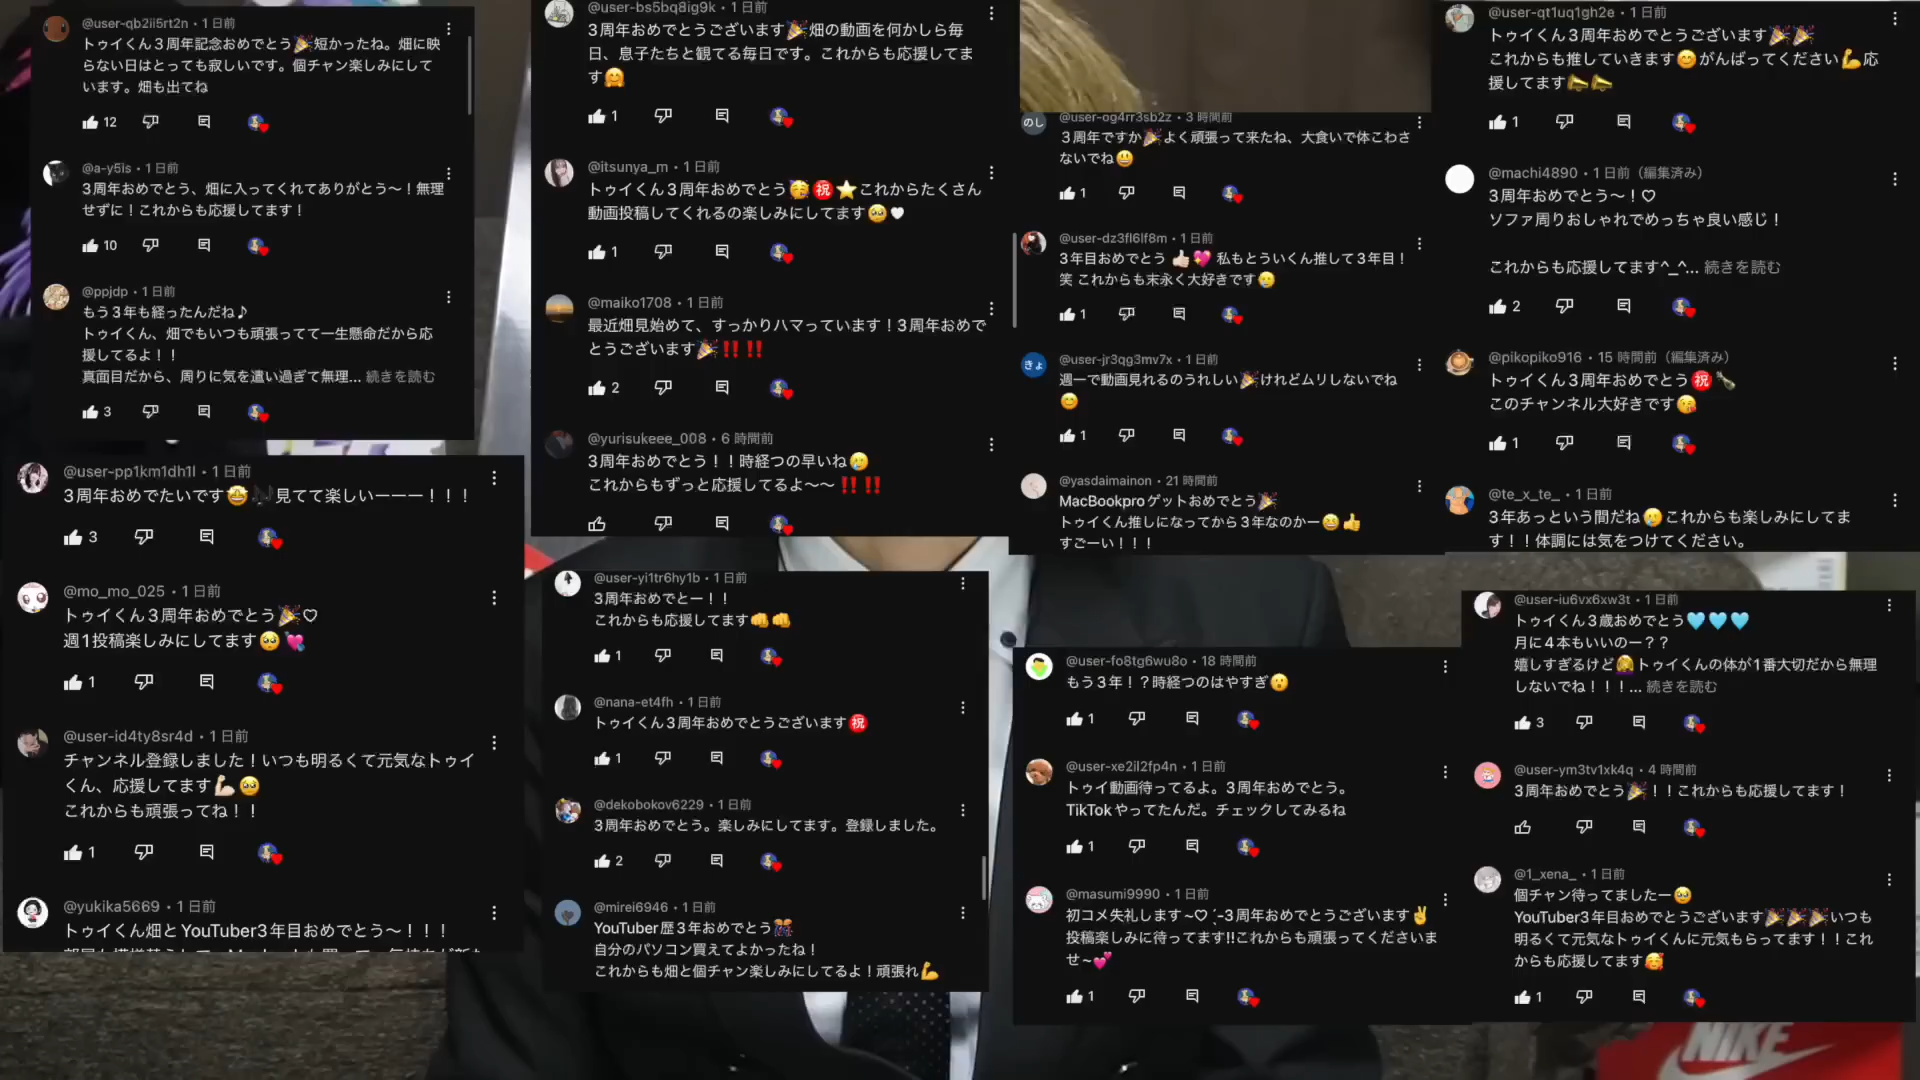 @user-qb2ii5rt2n・1日前
トゥイくん３周年記念おめでとう🎉短かったね。畑に映
らない日はとっても寂しいです。個チャン楽しみにして
います。畑も出てね
12
@a-y5is・1日前
3周年おめでとう、畑に入ってくれてありがとう〜！無理
せずに！これからも応援してます！
10
@ppjdp・1日前
もう３年も経ったんだね♪
トゥイくん、畑でもいつも頑張ってて一生懸命だから応
援してるよ！！
真面目だから、周りに気を遣い過ぎて無理... 続きを読む
3
@user-pp1km1dh1l・1日前
3周年おめでたいです🤩🎶見てて楽しいーーー！！！
3
@mo_mo_025・1日前
トゥイくん３周年おめでとう🎉♡
週1投稿楽しみにしてます🥺💘
1
@user-id4ty8sr4d・1日前
チャンネル登録しました！いつも明るくて元気なトゥイ
くん、応援してます💪🏻🥺
これからも頑張ってね！！
1
@yukika5669・1日前
トゥイくん畑とYouTuber3年目おめでとう〜！！！
@user-bs5bq8ig9k・1日前
3周年おめでとうございます🎉畑の動画を何かしら毎
日、息子たちと観てる毎日です。これからも応援してま
す🤗
1
@itsunya_m・1日前
トゥイくん３周年おめでとう🥳㊗️⭐️これからたくさん
動画投稿してくれるの楽しみにしてます🥺🤍
1
@maiko1708・1日前
最近畑見始めて、すっかりハマっています！3周年おめで
とうございます🎉‼️‼️
2
@yurisukeee_008・6 時間前
3周年おめでとう！！時経つの早いね🥲
これからもずっと応援してるよ〜〜‼️‼️
@user-yi1tr6hy1b・1日前
3周年おめでとー！！
これからも応援してます👊👊
1
@nana-et4fh・1日前
トゥイくん3周年おめでとうございます㊗️
1
@dekobokov6229・1日前
3周年おめでとう。楽しみにしてます。登録しました。
2
@mirei6946・1日前
YouTuber歴３年おめでとう🎊
自分のパソコン買えてよかったね！
これからも畑と個チャン楽しみにしてるよ！頑張れ💪
のし
@user-og4rr3sb2z・3 時間前
３周年ですか🎉よく頑張って来たね、大食いで体こわさ
ないでね😃
1
@user-dz3fl6lf8m・1日前
3年目おめでとう 👍🏻💖 私もとういくん推して３年目！
笑 これからも末永く大好きです🥲
1
きょ
@user-jr3qg3mv7x・1日前
週一で動画見れるのうれしい🎉けれどムリしないでね
😊
1
@yasdaimainon・21 時間前
MacBookproゲットおめでとう🎉
トゥイくん推しになってから３年なのかー😆👍
すごーい！！！
@user-fo8tg6wu8o・18 時間前
もう３年！？時経つのはやすぎ😮
1
@user-xe2il2fp4n・1日前
トゥイ動画待ってるよ。3周年おめでとう。
TikTokやってたんだ。チェックしてみるね
1
@masumi9990・1日前
初コメ失礼します~♡ ̖́-3周年おめでとうございます✌️
投稿楽しみに待ってます!!これからも頑張ってくださいま
せ~💕
1
@user-qt1uq1gh2e・1日前
トゥイくん３周年おめでとうございます🎉🎉
これからも推していきます😊がんばってください💪応
援してます📣📣
1
@machi4890・1日前（編集済み）
3周年おめでとう〜！♡
ソファ周りおしゃれでめっちゃ良い感じ！
これからも応援してます^_^... 続きを読む
2
@pikopiko916・15 時間前（編集済み）
トゥイくん３周年おめでとう㊗️🍾
このチャンネル大好きです😘
1
@te_x_te_・1日前
3年あっという間だね🥲これからも楽しみにしてま
す！！体調には気をつけてください。
@user-iu6vx6xw3t・1日前
トゥイくん３歳おめでとう🩵🩵🩵
月に４本もいいのー？？
嬉しすぎるけど🙇‍♀️トゥイくんの体が1番大切だから無理
しないでね！！！... 続きを読む
3
@user-ym3tv1xk4q・4 時間前
3周年おめでとう🎉！！これからも応援してます！
@1_xena_・1日前
個チャン待ってましたー🥺
YouTuber3年目おめでとうございます🎉🎉🎉いつも
明るくて元気なトゥイくんに元気もらってます！！これ
からも応援してます🥰
1
NIKE